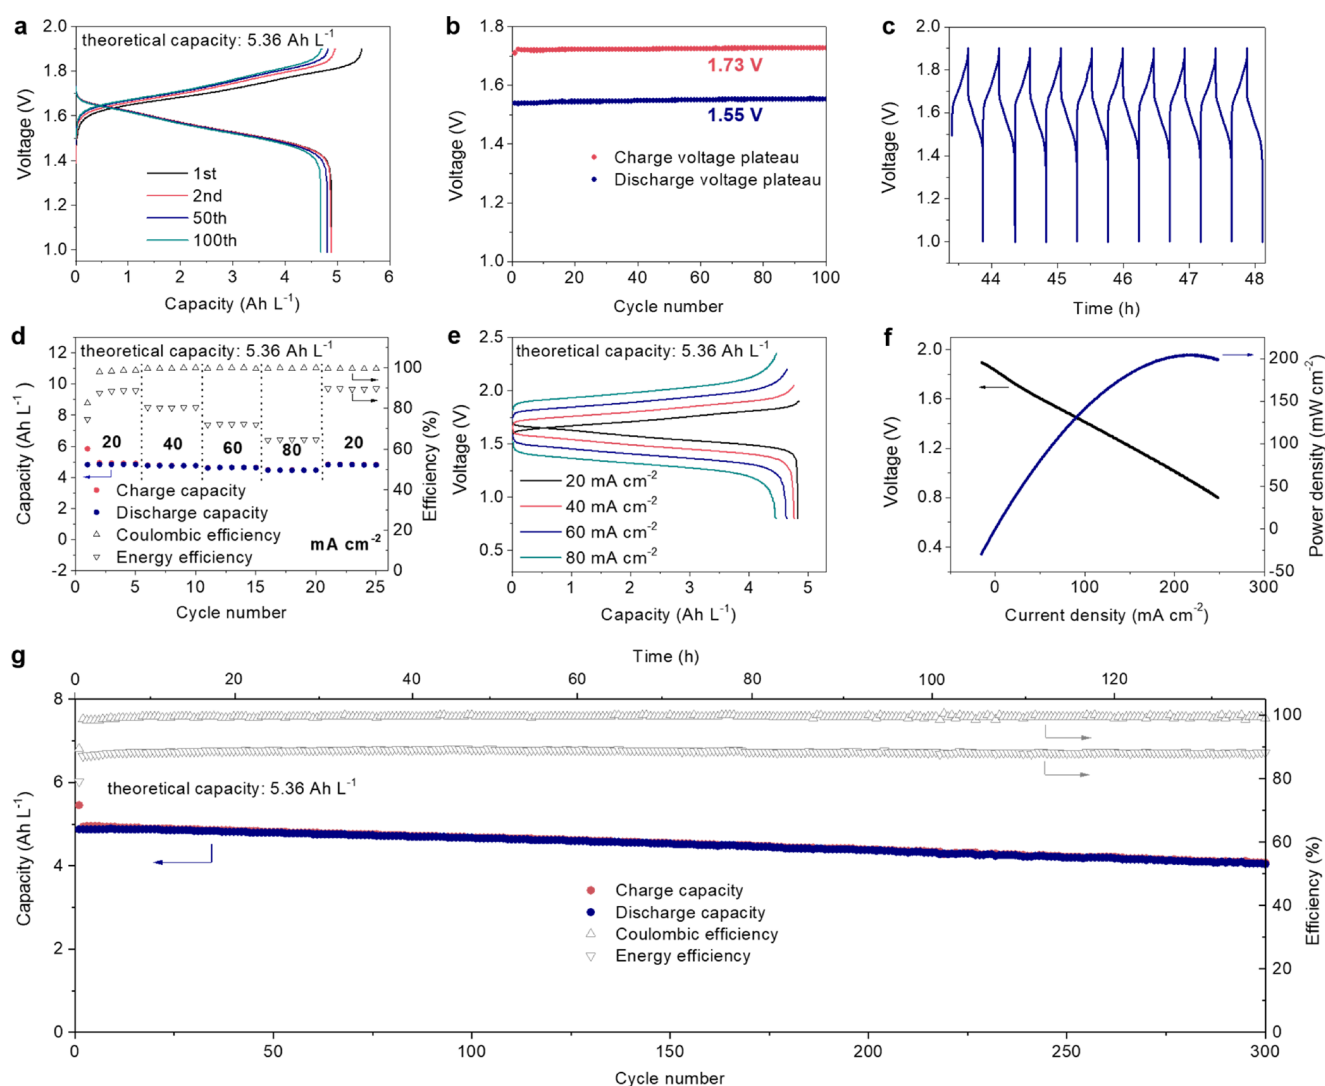 a
2.0
1.8
1.6
1.4
1.2
1.0
Voltage (V)
theoretical capacity: 5.36 Ah L⁻¹
1st
2nd
50th
100th
0 1 2 3 4 5 6
Capacity (Ah L⁻¹)
b
1.8
1.6
1.4
1.2
1.0
Voltage (V)
1.73 V
1.55 V
Charge voltage plateau
Discharge voltage plateau
0 20 40 60 80 100
Cycle number
c
2.0
1.8
1.6
1.4
1.2
1.0
Voltage (V)
44 45 46 47 48
Time (h)
d
12
10
8
6
4
2
0
-2
Capacity (Ah L⁻¹)
theoretical capacity: 5.36 Ah L⁻¹
20 40 60 80 20
Charge capacity
Discharge capacity
Coulombic efficiency
Energy efficiency
mA cm⁻²
100
80
60
40
20
0
Efficiency (%)
0 5 10 15 20 25
Cycle number
e
2.5
2.0
1.5
1.0
0.5
Voltage (V)
theoretical capacity: 5.36 Ah L⁻¹
20 mA cm⁻²
40 mA cm⁻²
60 mA cm⁻²
80 mA cm⁻²
0 1 2 3 4 5
Capacity (Ah L⁻¹)
f
2.0
1.6
1.2
0.8
0.4
Voltage (V)
200
150
100
50
0
-50
Power density (mW cm⁻²)
0 100 200 300
Current density (mA cm⁻²)
g
Time (h)
0 20 40 60 80 100 120
8
6
4
2
0
Capacity (Ah L⁻¹)
theoretical capacity: 5.36 Ah L⁻¹
Charge capacity
Discharge capacity
Coulombic efficiency
Energy efficiency
100
80
60
40
20
0
Efficiency (%)
0 50 100 150 200 250 300
Cycle number